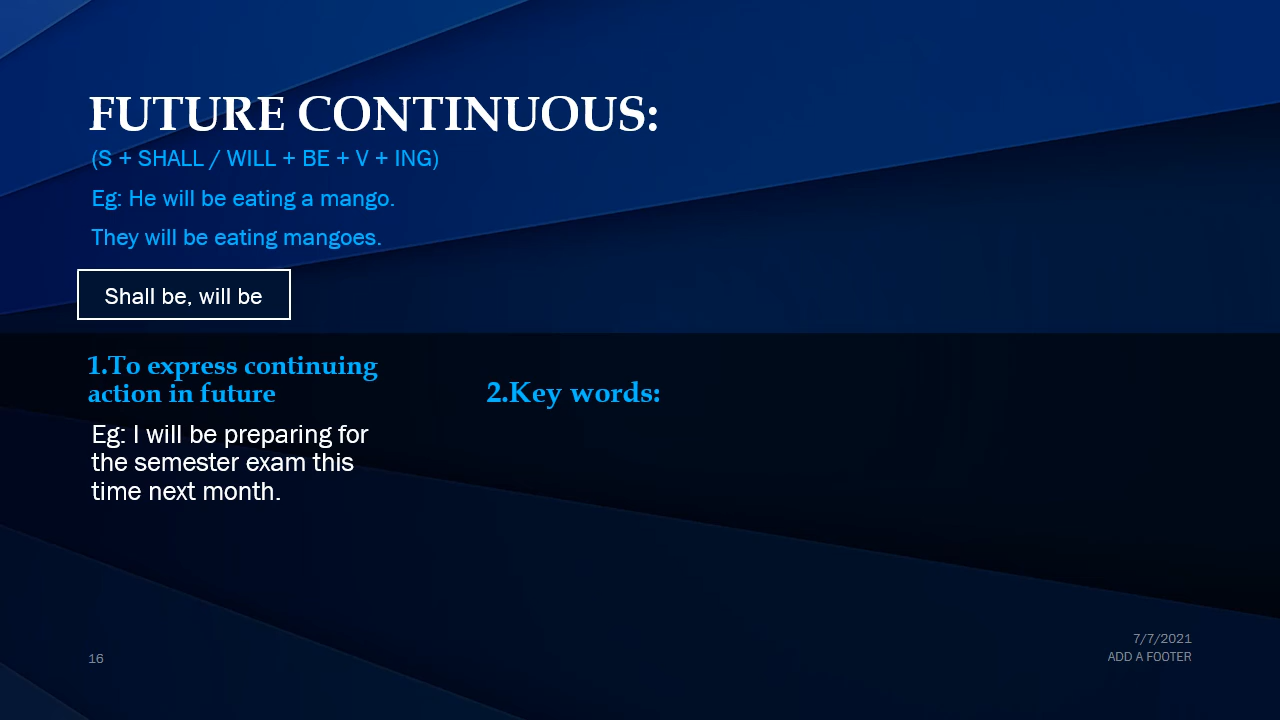 FUTURE CONTINUOUS:
(S + SHALL / WILL + BE + V + ING)
Eg: He will be eating a mango.
They will be eating mangoes.
Shall be, will be
1.To express continuing
action in future
Eg: I will be preparing for
the semester exam this
time next month.
2.Key words:
16
7/7/2021
ADD A FOOTER